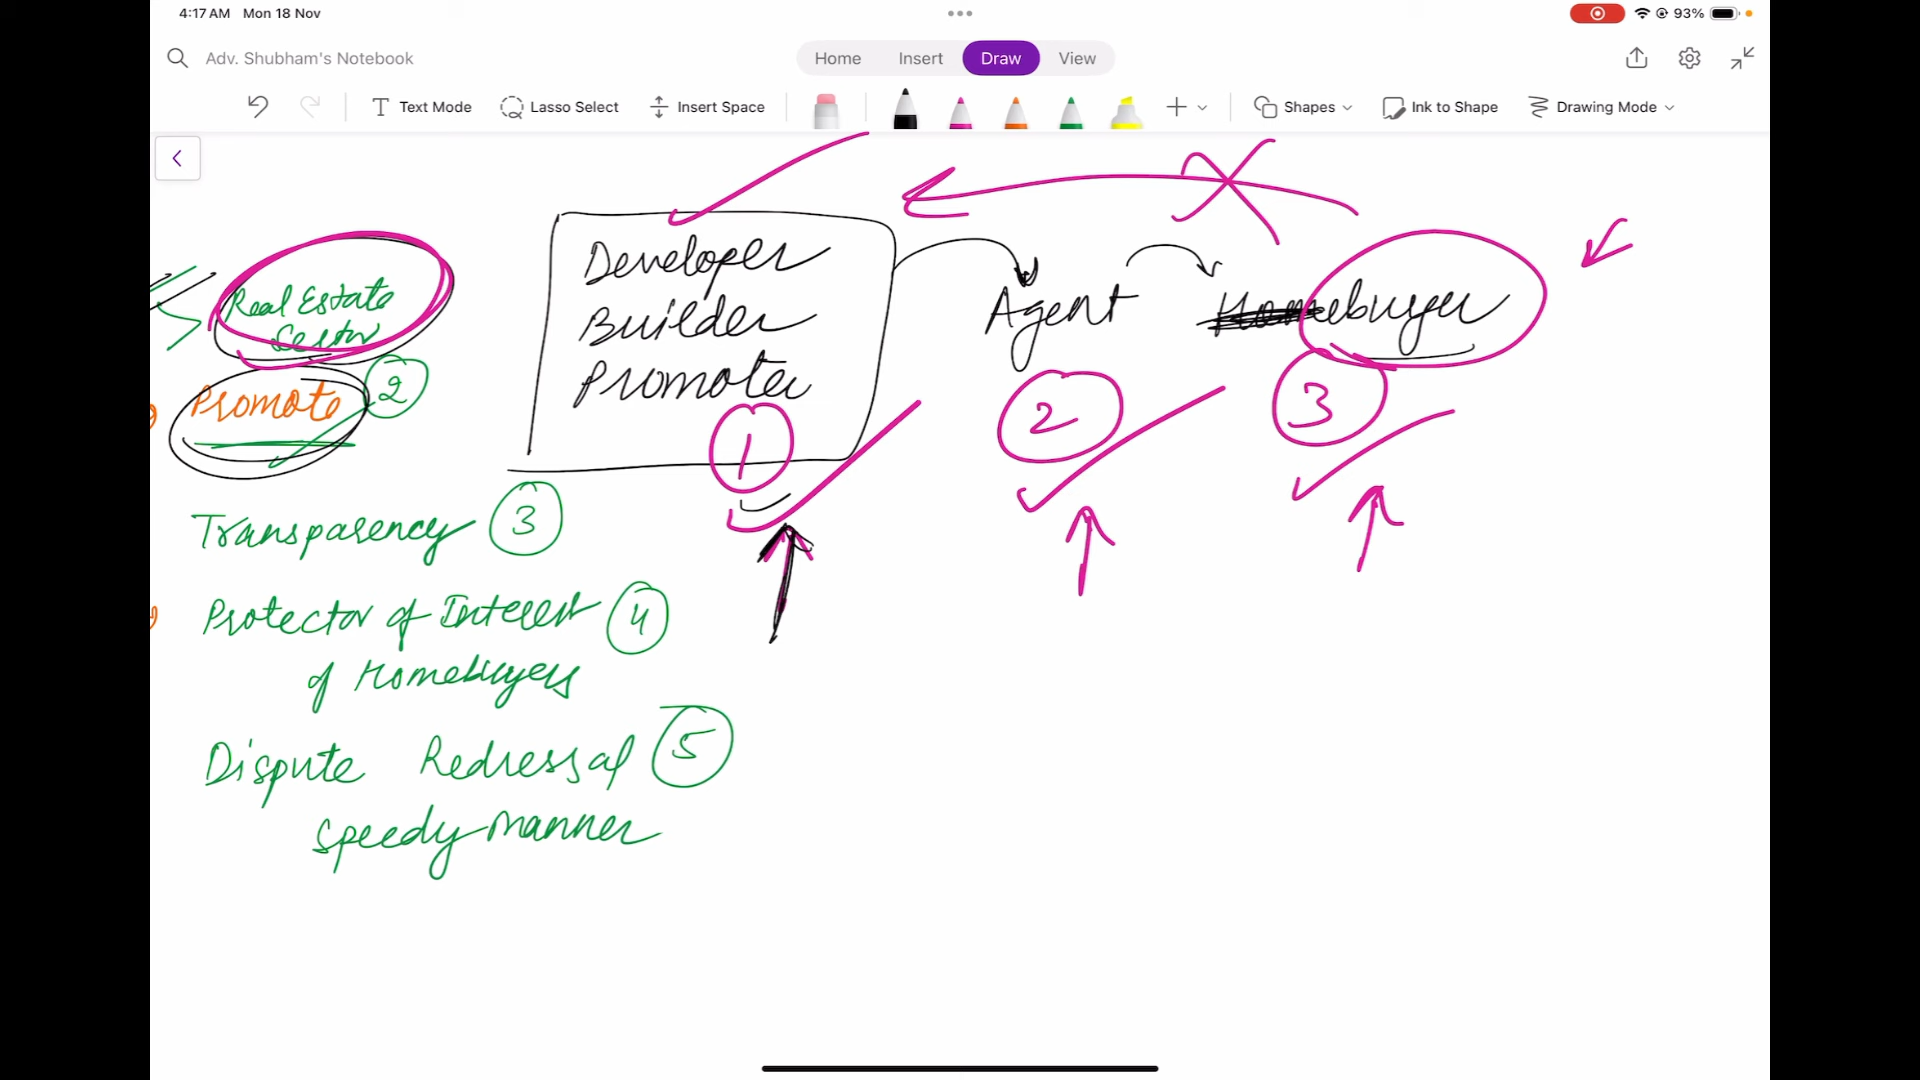 4:17 AM Mon 18 Nov
93%
Adv. Shubham's Notebook
Home Insert Draw View
Text Mode Lasso Select Insert Space Shapes Ink to Shape Drawing Mode
Real Estate
Sector
Promote 2
Transparency 3
Protector of Interest 4
of Homebuyers
Dispute Redressal 5
Speedy manner
Developer
Builder
Promoter
1
Agent
2
Homebuyer
3